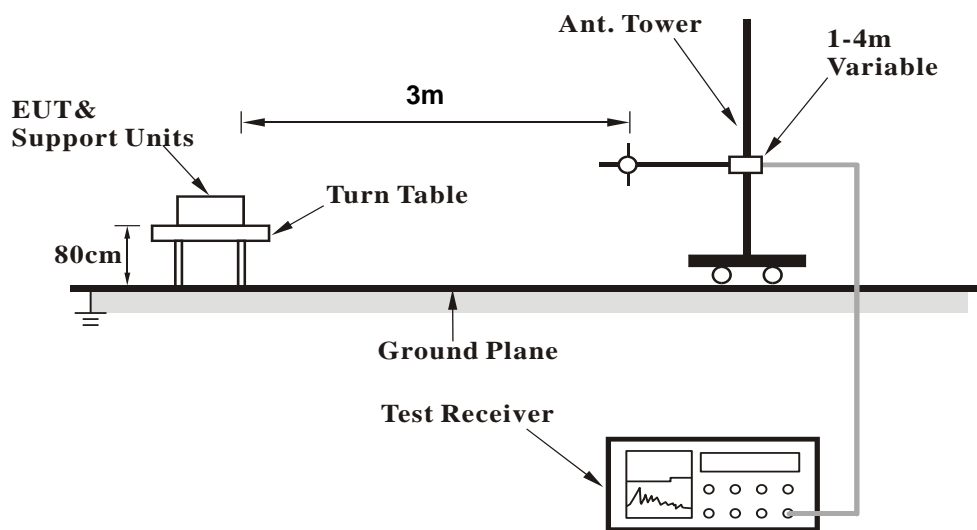 Ant. Tower
1-4m
Variable
3m
EUT&
Support Units
Turn Table
80cm
Ground Plane
Test Receiver